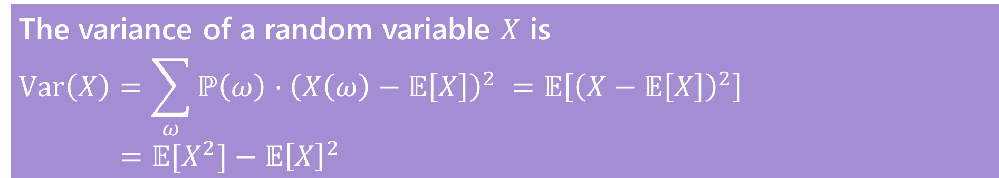 The variance of a random variable 𝑋 is
Var(𝑋) = ∑_ω ℙ(𝜔) · (𝑋(𝜔) − 𝔼[𝑋])² = 𝔼[(𝑋 − 𝔼[𝑋])²]
= 𝔼[𝑋²] − 𝔼[𝑋]²